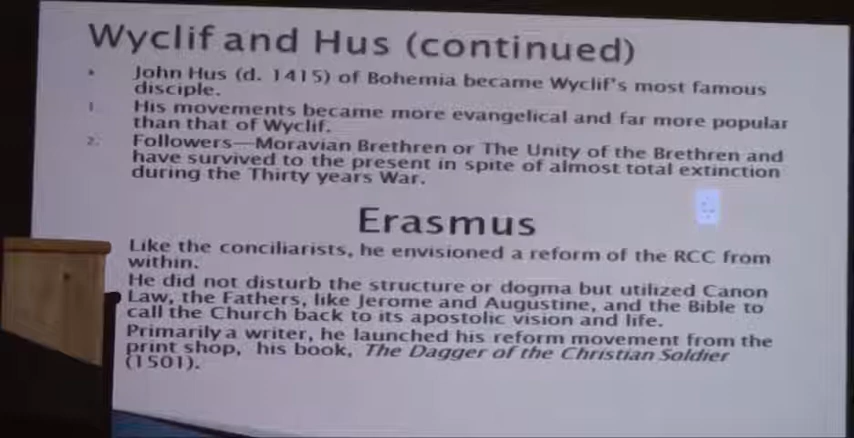 Wyclif and Hus (continued)
• John Hus (d. 1415) of Bohemia became Wyclif's most famous
disciple.
1. His movements became more evangelical and far more popular
than that of Wyclif.
2. Followers—Moravian Brethren or The Unity of the Brethren and
have survived to the present in spite of almost total extinction
during the Thirty years War.
Erasmus
Like the conciliarists, he envisioned a reform of the RCC from
within.
He did not disturb the structure or dogma but utilized Canon
Law, the Fathers, like Jerome and Augustine, and the Bible to
call the Church back to its apostolic vision and life.
Primarily a writer, he launched his reform movement from the
print shop, his book, The Dagger of the Christian Soldier
(1501).